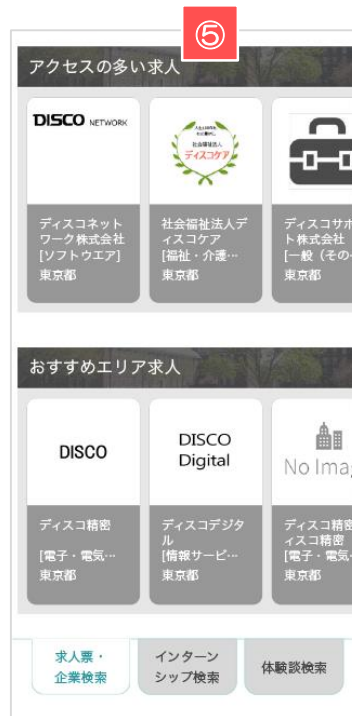 ⑤
アクセスの多い求人
DISCO NETWORK
社会福祉法人
ディスコケア
ディスコネット
ワーク株式会社
[ソフトウエア]
東京都
社会福祉法人デ
ィスコケア
[福祉・介護…
東京都
ディスコサポ
ト株式会社
[一般（その
東京都
おすすめエリア求人
DISCO
DISCO
Digital
No Imag
ディスコ精密
[電子・電気…
東京都
ディスコデジタ
ル
[情報サービ…
東京都
ディスコ精密
ィスコ精密
[電子・電気
東京都
求人票・
企業検索
インターン
シップ検索
体験談検索